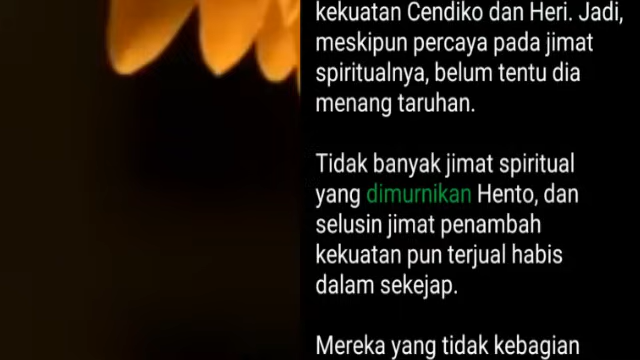 kekuatan Cendiko dan Heri. Jadi,
meskipun percaya pada jimat
spiritualnya, belum tentu dia
menang taruhan.
Tidak banyak jimat spiritual
yang dimurnikan Hento, dan
selusin jimat penambah
kekuatan pun terjual habis
dalam sekejap.
Mereka yang tidak kebagian